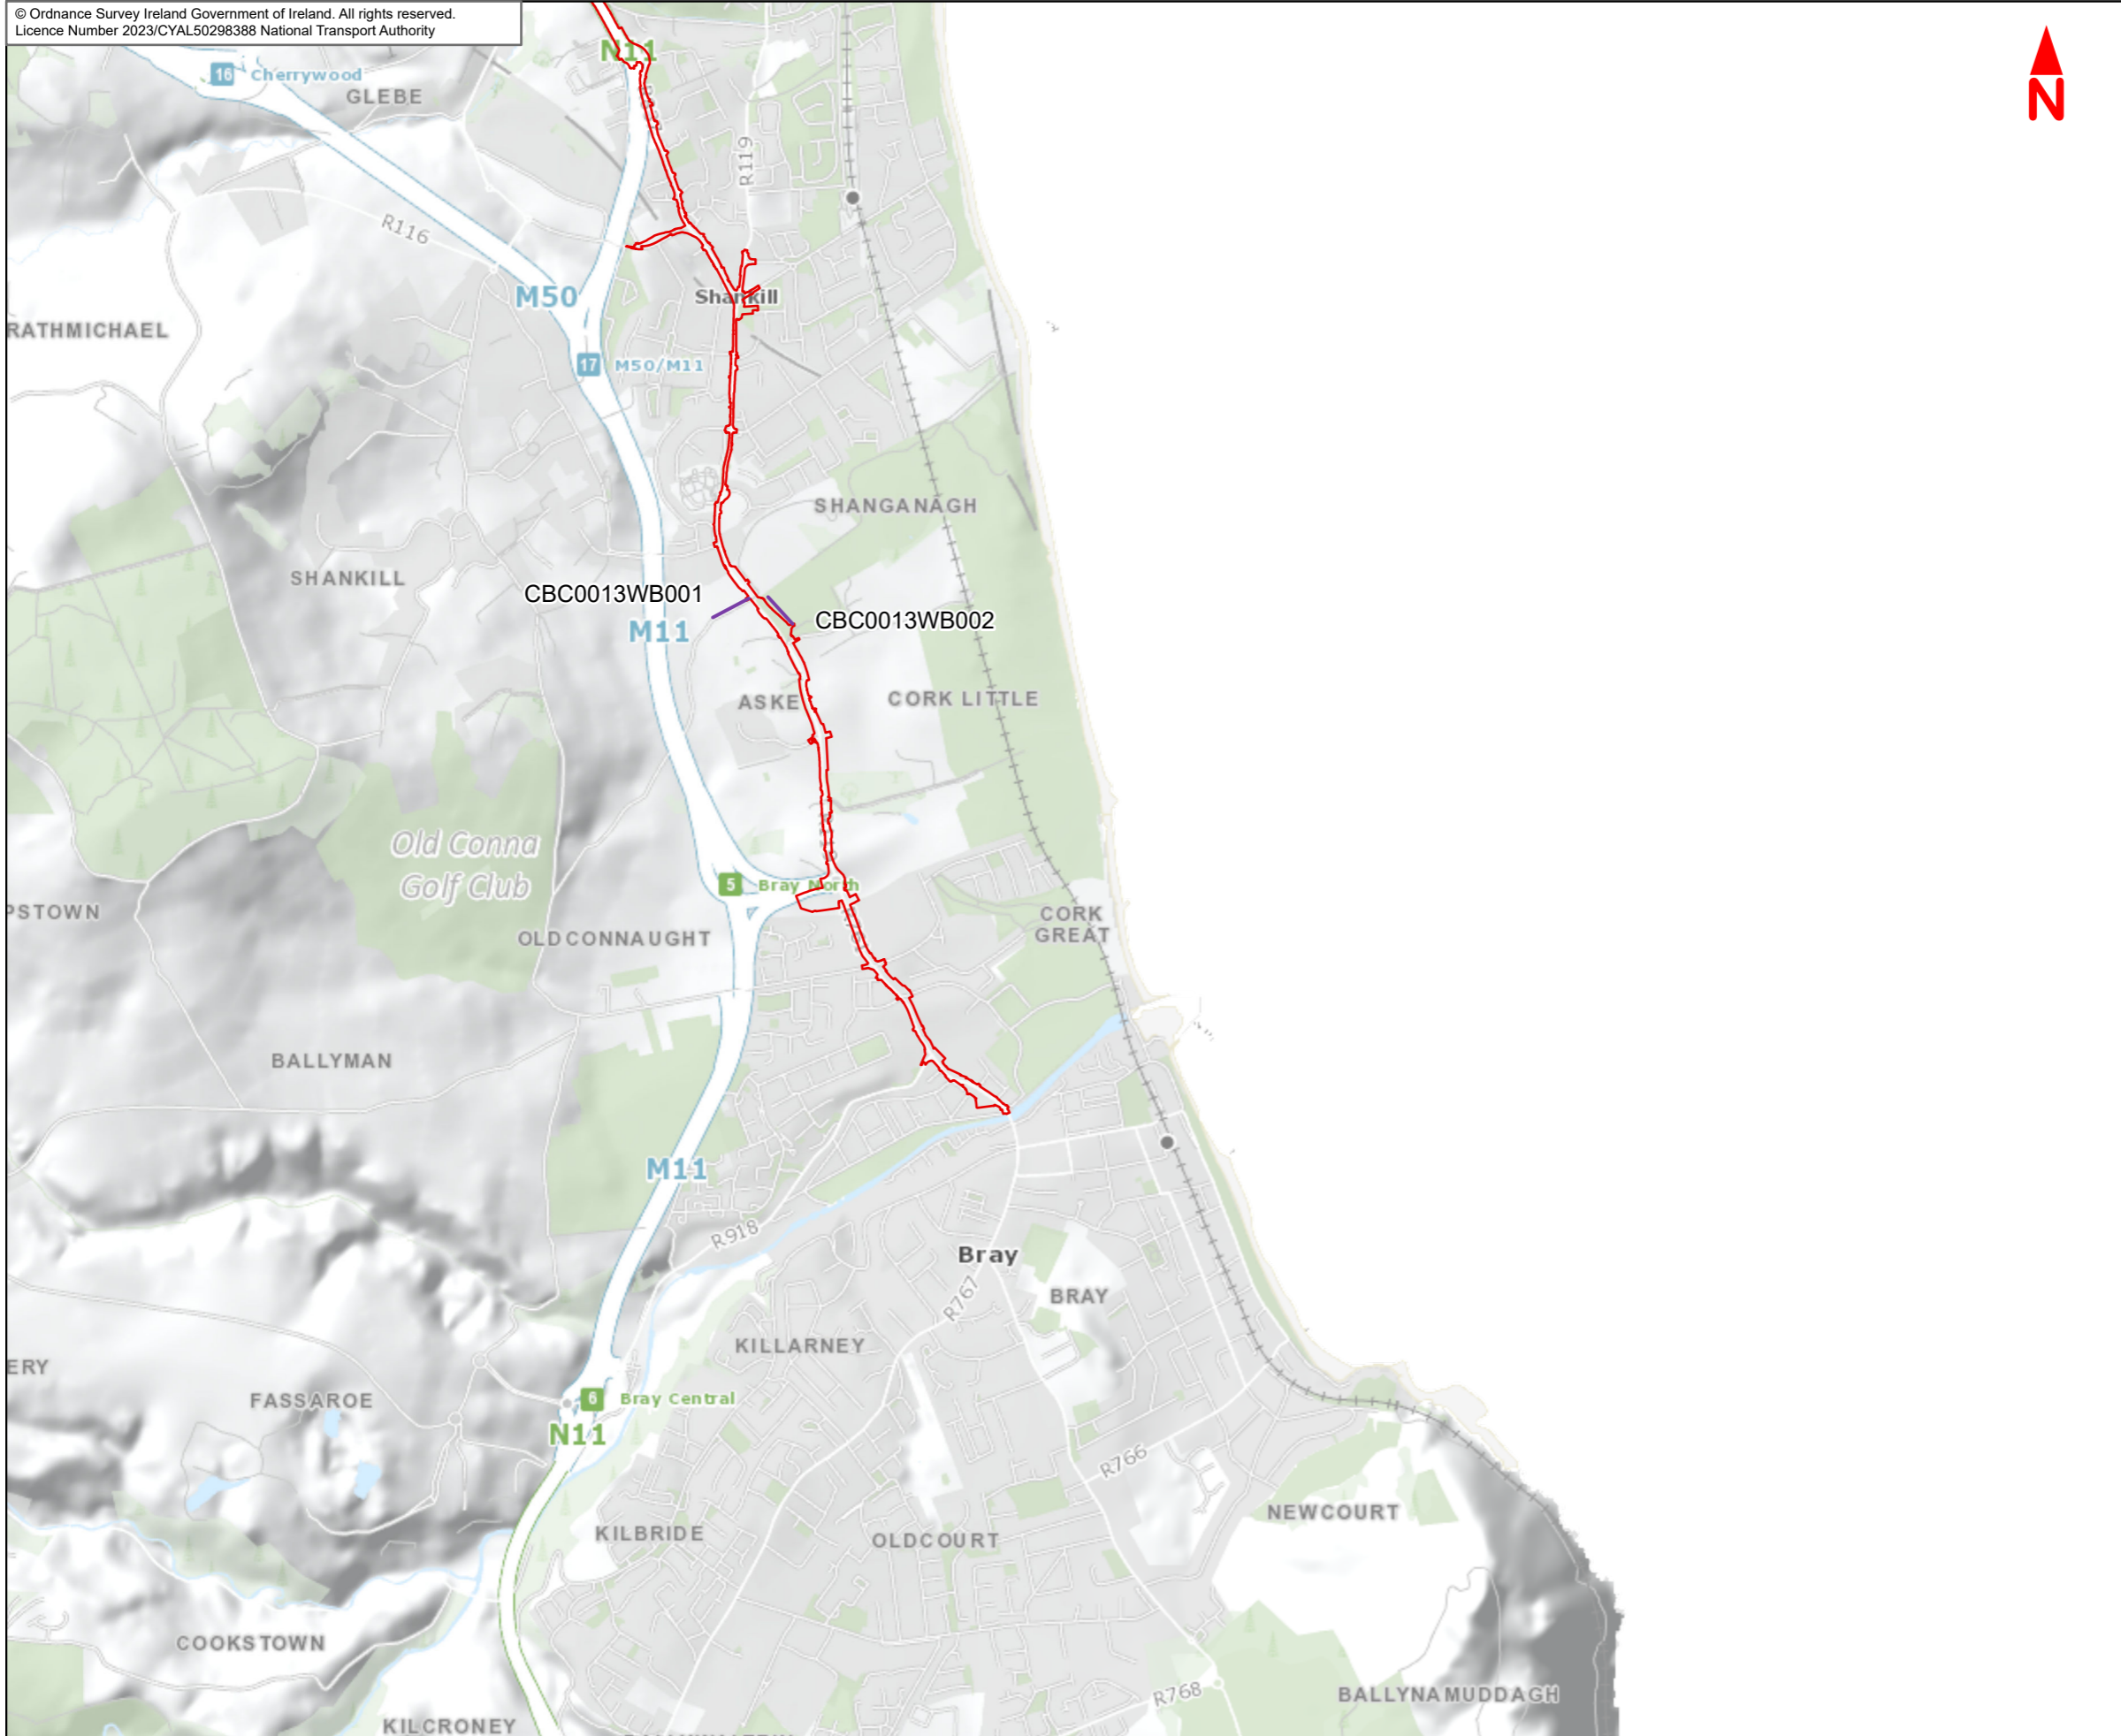 © Ordnance Survey Ireland Government of Ireland. All rights reserved.
Licence Number 2023/CYAL50298388 National Transport Authority
N
N11
16 Cherrywood
GLEBE
R119
R116
M50
Shankill
RATHMICHAEL
17 M50/M11
SHANGANAGH
SHANKILL
CBC0013WB001
CBC0013WB002
M11
ASKE
CORK LITTLE
Old Conna
Golf Club
5 Bray North
PSTOWN
CORK
GREAT
OLDCONNAUGHT
BALLYMAN
M11
R918
Bray
R767
BRAY
KILLARNEY
ERY
FASSAROE
6 Bray Central
N11
R766
NEWCOURT
KILBRIDE
OLDCOURT
COOKSTOWN
R768
BALLYNAMUDDAGH
KILCRONEY